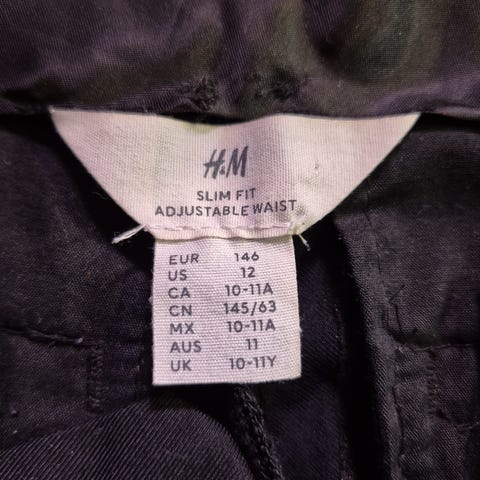 H&M
SLIM FIT
ADJUSTABLE WAIST
EUR 146
US 12
CA 10-11A
CN 145/63
MX 10-11A
AUS 11
UK 10-11Y